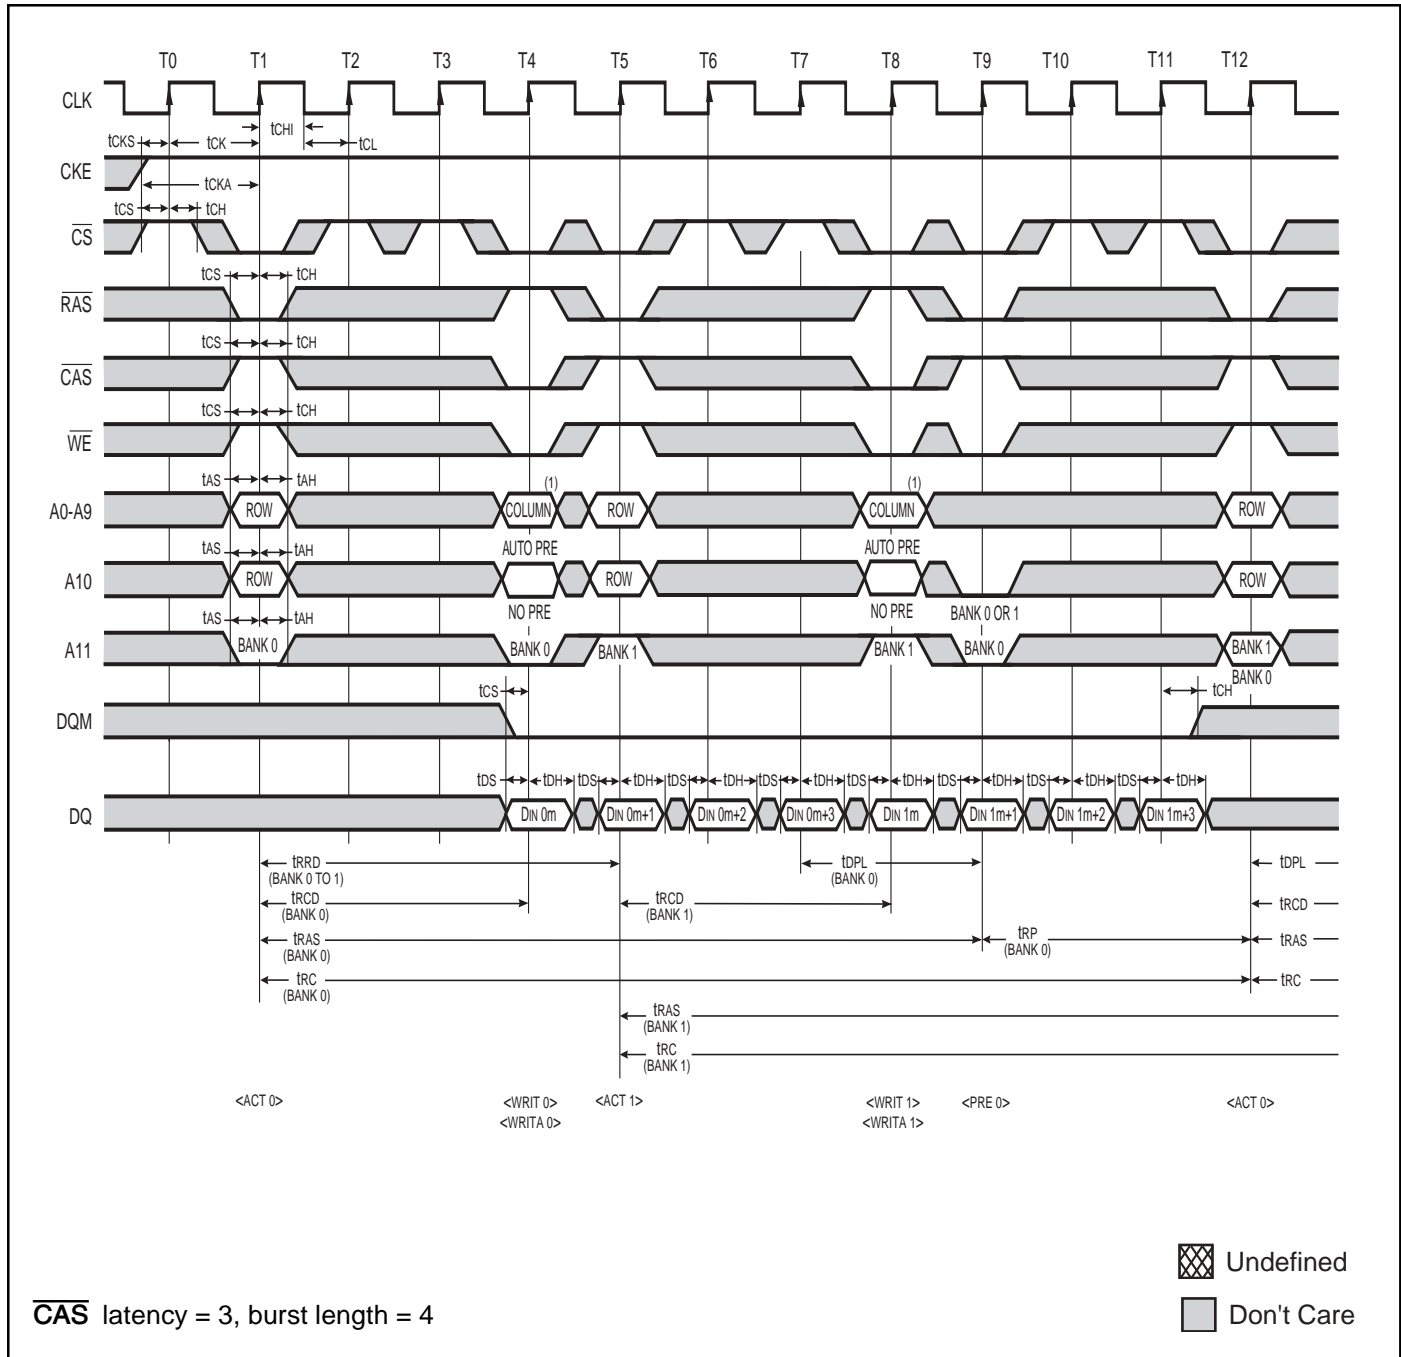 T0 T1 T2 T3 T4 T5 T6 T7 T8 T9 T10 T11 T12
CLK
tCHI
tCKS tCK tCL
CKE
tCKA
tCS tCH
CS
tCS tCH
RAS
tCS tCH
CAS
tCS tCH
WE
tAS tAH (1) (1)
A0-A9 ROW COLUMN ROW COLUMN ROW
tAS tAH AUTO PRE AUTO PRE
A10 ROW ROW ROW
tAS tAH NO PRE NO PRE BANK 0 OR 1
A11 BANK 0 BANK 0 BANK 1 BANK 1 BANK 0 BANK 1
BANK 0
tCS tCH
DQM
tDS tDH tDS tDH tDS tDH tDS tDH tDS tDH tDS tDH tDS tDH tDS tDH
DQ DIN 0m DIN 0m+1 DIN 0m+2 DIN 0m+3 DIN 1m DIN 1m+1 DIN 1m+2 DIN 1m+3
tRRD tDPL tDPL
(BANK 0 TO 1) (BANK 0)
tRCD tRCD tRCD
(BANK 0) (BANK 1)
tRAS tRP tRAS
(BANK 0) (BANK 0)
tRC tRC
(BANK 0)
tRAS
(BANK 1)
tRC
(BANK 1)
<ACT 0> <WRIT 0> <ACT 1> <WRIT 1> <PRE 0> <ACT 0>
<WRITA 0> <WRITA 1>
Undefined
CAS latency = 3, burst length = 4
Don't Care